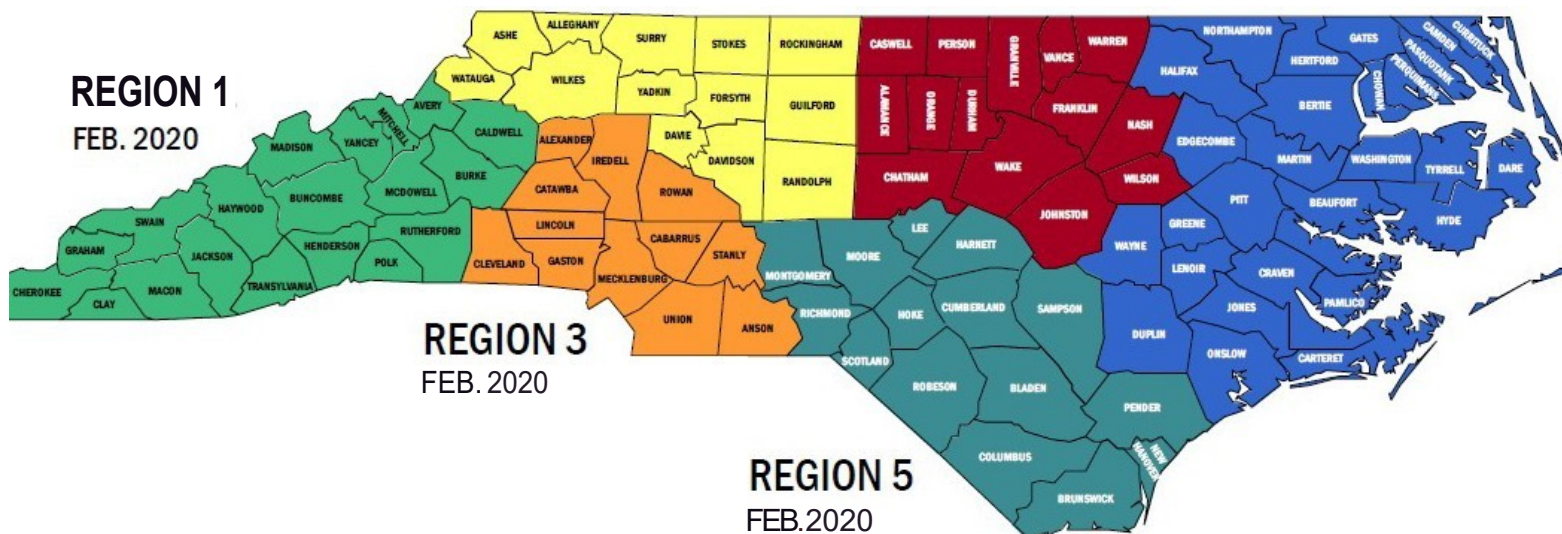 REGION 1
FEB. 2020
REGION 3
FEB. 2020
REGION 5
FEB.2020
ASHE
ALLEGHANY
SURRY
STOKES
ROCKINGHAM
WATAUGA
WILKES
YADKIN
FORSYTH
GUILFORD
DAVIE
DAVIDSON
RANDOLPH
CASWELL
PERSON
GRANVILLE
VANCE
WARREN
ALAMANCE
ORANGE
DURHAM
FRANKLIN
NASH
CHATHAM
WAKE
WILSON
JOHNSTON
NORTHAMPTON
GATES
CAMDEN
CURRITUCK
PASQUOTANK
PERQUIMANS
HERTFORD
HALIFAX
CHOWAN
BERTIE
EDGECOMBE
MARTIN
WASHINGTON
TYRRELL
DARE
PITT
BEAUFORT
HYDE
GREENE
WAYNE
LENOIR
CRAVEN
PAMLICO
JONES
DUPLIN
ONSLOW
CARTERET
AVERY
MITCHELL
CALDWELL
YANCEY
MADISON
BURKE
MCDOWELL
BUNCOMBE
HAYWOOD
SWAIN
RUTHERFORD
GRAHAM
JACKSON
HENDERSON
POLK
CHEROKEE
CLAY
MACON
TRANSYLVANIA
ALEXANDER
IREDELL
CATAWBA
ROWAN
LINCOLN
CABARRUS
STANLY
CLEVELAND
GASTON
MECKLENBURG
UNION
ANSON
LEE
HARNETT
MOORE
MONTGOMERY
RICHMOND
HOKE
CUMBERLAND
SAMPSON
SCOTLAND
ROBESON
BLADEN
PENDER
COLUMBUS
NEW
HANOVER
BRUNSWICK